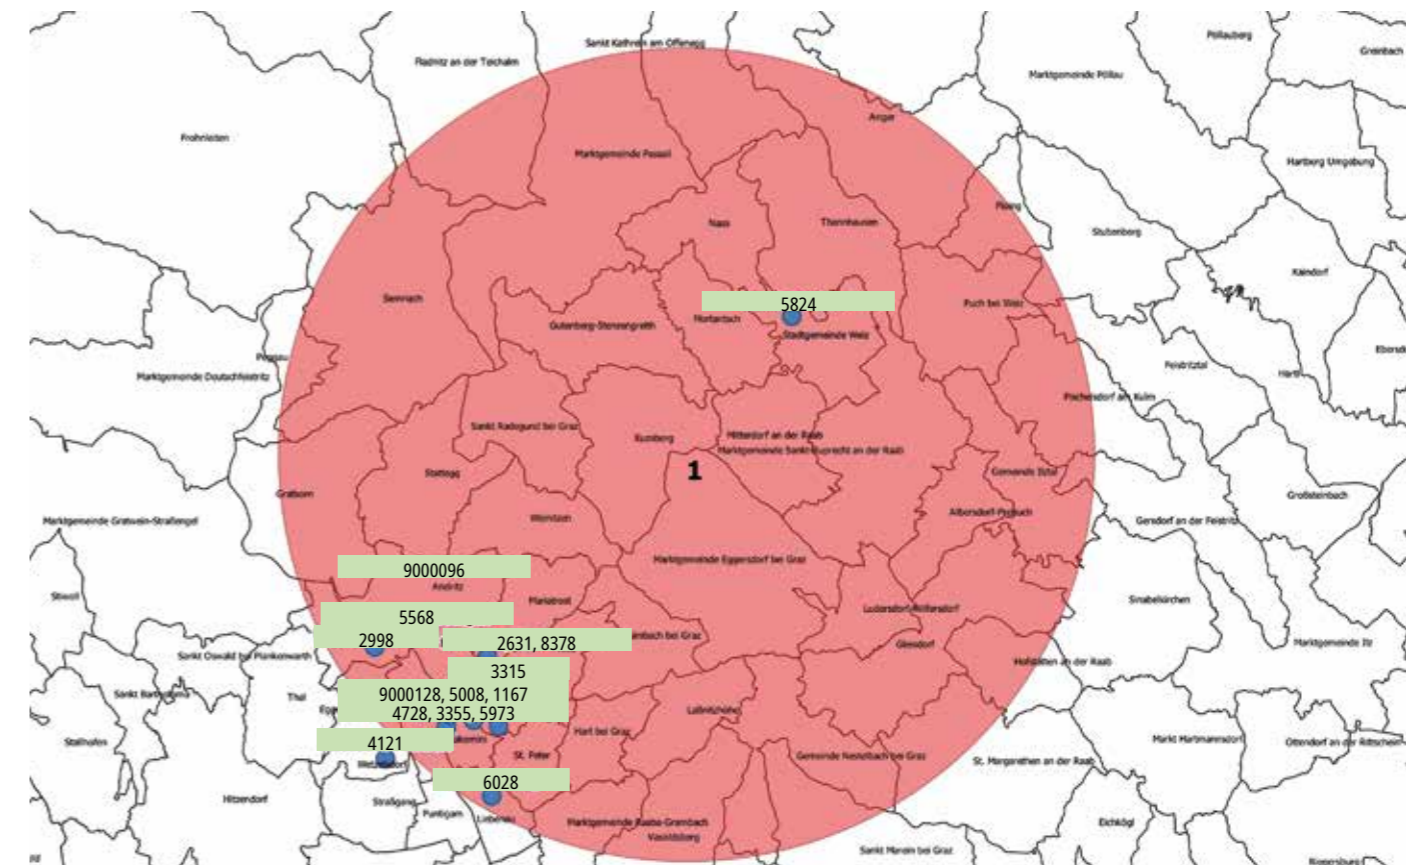 Sankt Kathrein am Offenegg
Pöllauberg
Greinbach
Fladnitz an der Teichalm
Marktgemeinde Pöllau
Anger
Frohnleiten
Marktgemeinde Passail
Hartberg Umgebung
Floing
Naas
Thannhausen
Stubenberg
Kaindorf
Semriach
5824
Puch bei Weiz
Mortantsch
Gutenberg-Stenzengreith
Stadtgemeinde Weiz
Peggau
Feistritztal
Hartl
Marktgemeinde Deutschfeistritz
Pischelsdorf am Kulm
Sankt Radegund bei Graz
Kumberg
Mitterdorf an der Raab
Marktgemeinde Sankt Ruprecht an der Raab
1
Stattegg
Gemeinde Ilztal
Gratkorn
Großsteinbach
Albersdorf-Prebuch
Marktgemeinde Gratwein-Straßengel
Weinitzen
Gersdorf an der Feistritz
Marktgemeinde Eggersdorf bei Graz
9000096
Andritz
Stiwoll
Mariatrost
Sinabelkirchen
Ludersdorf-Wilfersdorf
5568
2998
2631, 8378
bei Graz
Gleisdorf
Marktgemeinde Ilz
Sankt Oswald bei Plankenwarth
Hofstätten an der Raab
3315
Sankt Bartholomä
Thal
9000128, 5008, 1167
4728, 3355, 5973
Laßnitzhöhe
Hart bei Graz
Stallhofen
4121
St. Peter
Markt Hartmannsdorf
Ottendorf an der Rittschein
Gemeinde Nestelbach bei Graz
St. Margarethen an der Raab
6028
Hitzendorf
Straßgang
Puntigam
Liebenau
Marktgemeinde Raaba-Grambach
Vasoldsberg
Eichkögl
Sankt Marein bei Graz